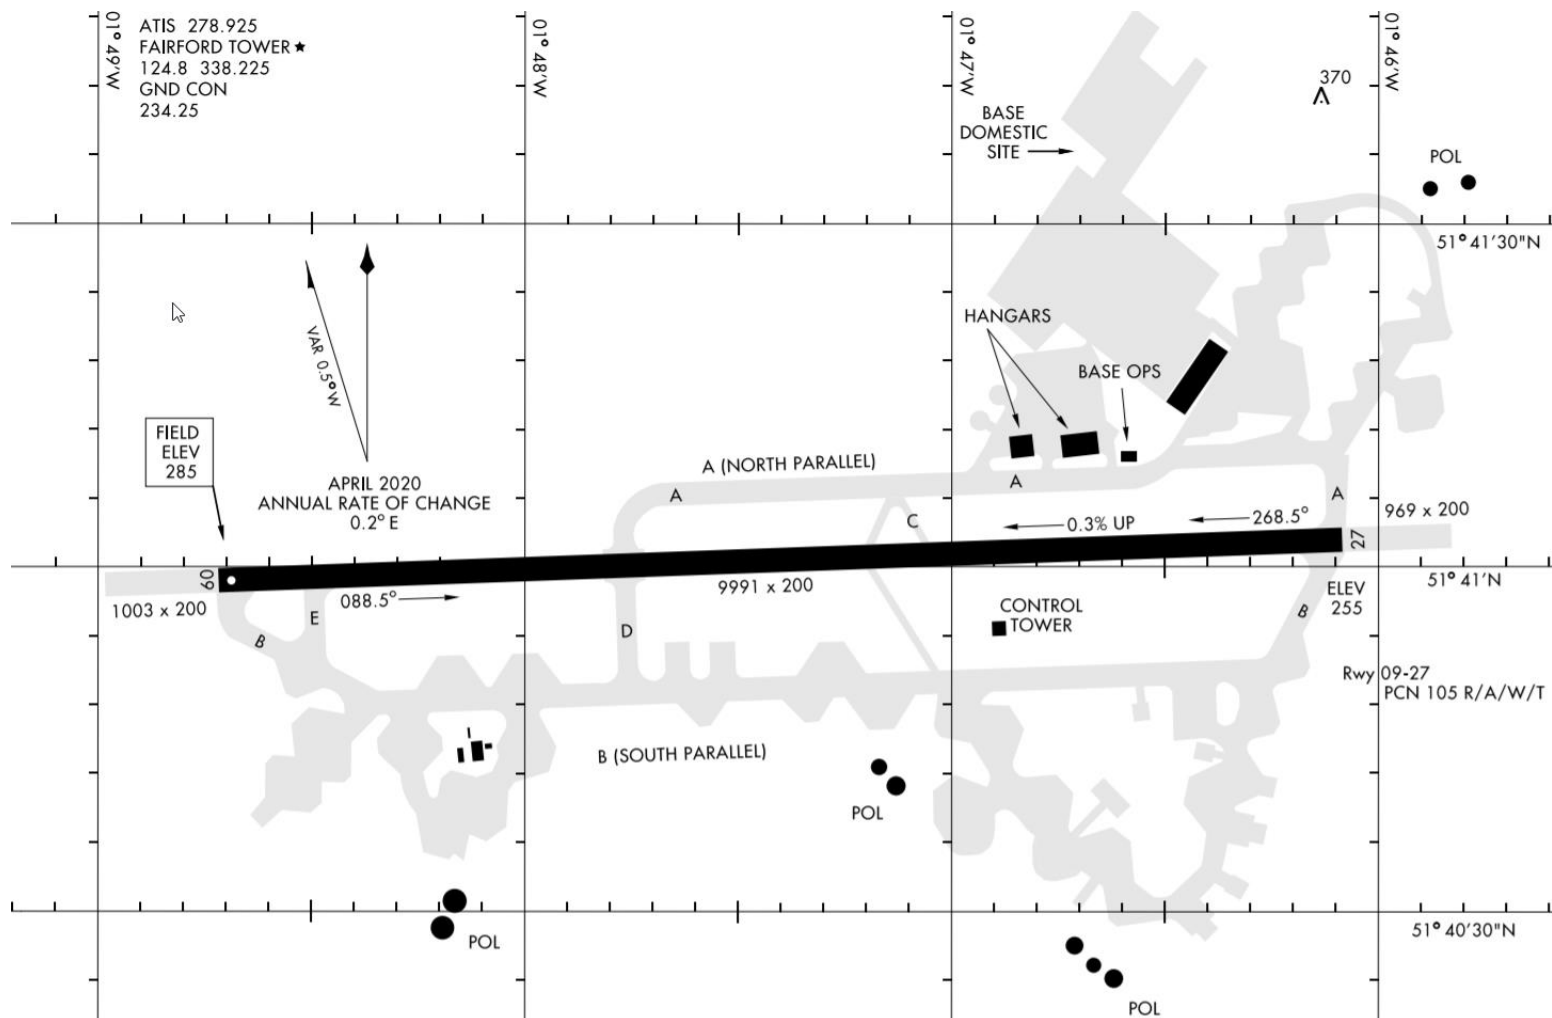 ATIS 278.925
FAIRFORD TOWER ★
124.8 338.225
GND CON
234.25
01° 49'W
01° 48'W
01° 47'W
01° 46'W
370
BASE
DOMESTIC
SITE
POL
51° 41'30"N
HANGARS
BASE OPS
VAR 0.5° W
FIELD
ELEV
285
APRIL 2020
ANNUAL RATE OF CHANGE
0.2° E
A (NORTH PARALLEL)
A
A
A
C
0.3% UP
268.5°
969 x 200
27
09
1003 x 200
088.5°
9991 x 200
51° 41'N
ELEV
255
CONTROL
TOWER
B
E
D
B
Rwy 09-27
PCN 105 R/A/W/T
B (SOUTH PARALLEL)
POL
POL
51° 40'30"N
POL